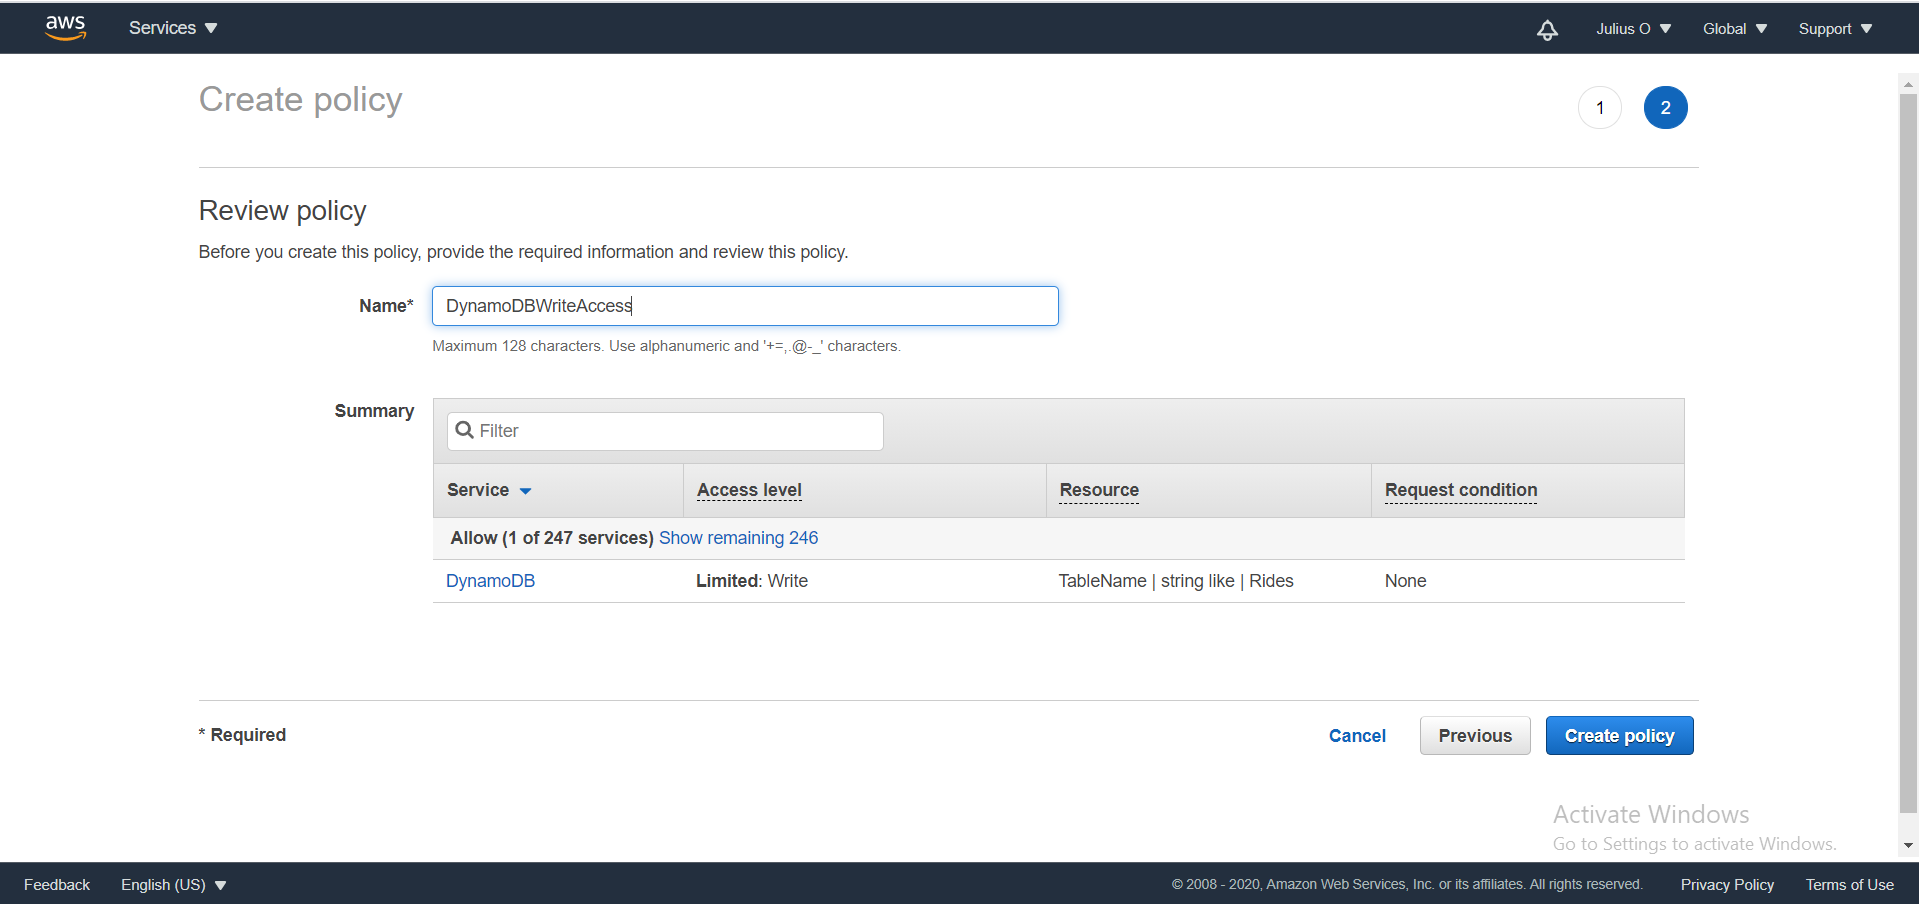 aws Services Julius O Global Support
Create policy 1 2
Review policy
Before you create this policy, provide the required information and review this policy.
Name* DynamoDBWriteAccess
Maximum 128 characters. Use alphanumeric and '+=,.@-_' characters.
Summary
Filter
Service Access level Resource Request condition
Allow (1 of 247 services) Show remaining 246
DynamoDB Limited: Write TableName | string like | Rides None
* Required Cancel Previous Create policy
Activate Windows
Go to Settings to activate Windows.
Feedback English (US) © 2008 - 2020, Amazon Web Services, Inc. or its affiliates. All rights reserved. Privacy Policy Terms of Use